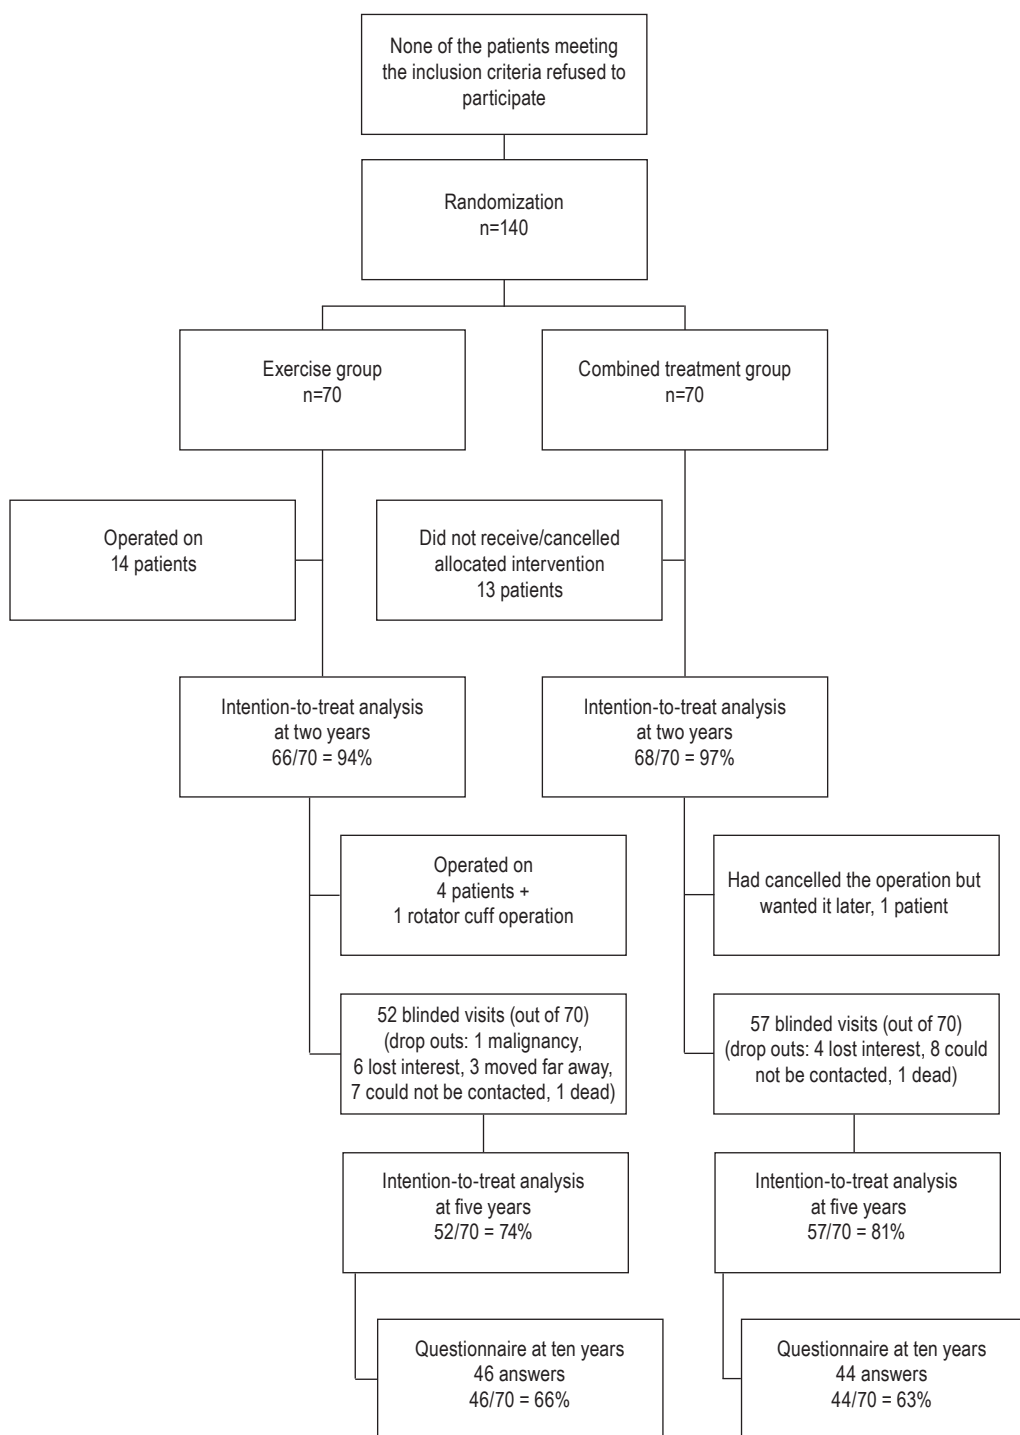 None of the patients meeting
the inclusion criteria refused to
participate
Randomization
n=140
Exercise group
n=70
Combined treatment group
n=70
Operated on
14 patients
Did not receive/cancelled
allocated intervention
13 patients
Intention-to-treat analysis
at two years
66/70 = 94%
Intention-to-treat analysis
at two years
68/70 = 97%
Operated on
4 patients +
1 rotator cuff operation
Had cancelled the operation but
wanted it later, 1 patient
52 blinded visits (out of 70)
(drop outs: 1 malignancy,
6 lost interest, 3 moved far away,
7 could not be contacted, 1 dead)
57 blinded visits (out of 70)
(drop outs: 4 lost interest, 8 could
not be contacted, 1 dead)
Intention-to-treat analysis
at five years
52/70 = 74%
Intention-to-treat analysis
at five years
57/70 = 81%
Questionnaire at ten years
46 answers
46/70 = 66%
Questionnaire at ten years
44 answers
44/70 = 63%